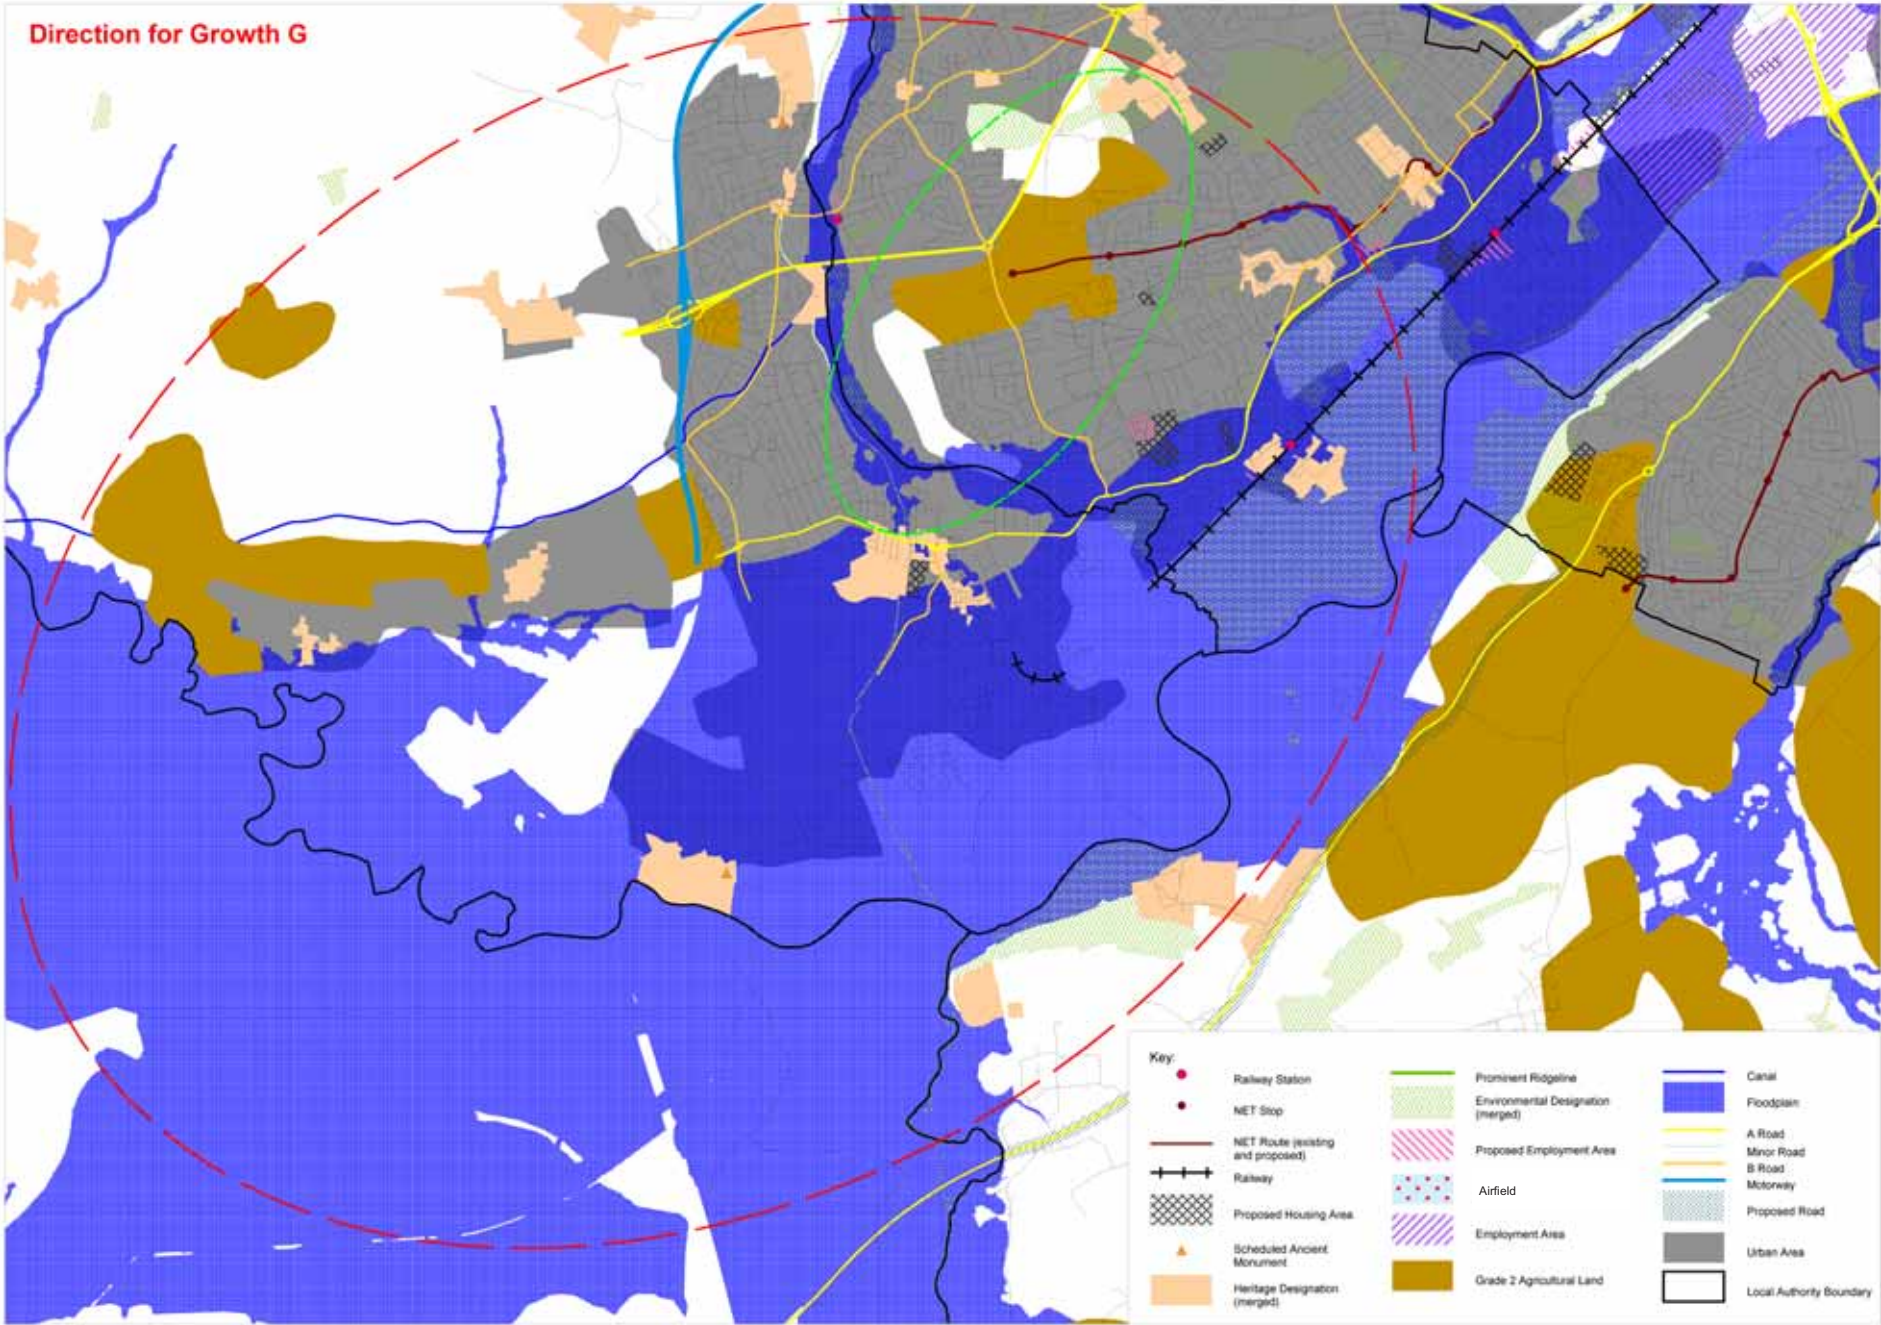 Direction for Growth G
Key:
Railway Station
NET Stop
NET Route (existing
and proposed)
Railway
Proposed Housing Area
Scheduled Ancient
Monument
Heritage Designation
(merged)
Prominent Ridgeline
Environmental Designation
(merged)
Proposed Employment Area
Airfield
Employment Area
Grade 2 Agricultural Land
Canal
Floodplain
A Road
Minor Road
B Road
Motorway
Proposed Road
Urban Area
Local Authority Boundary